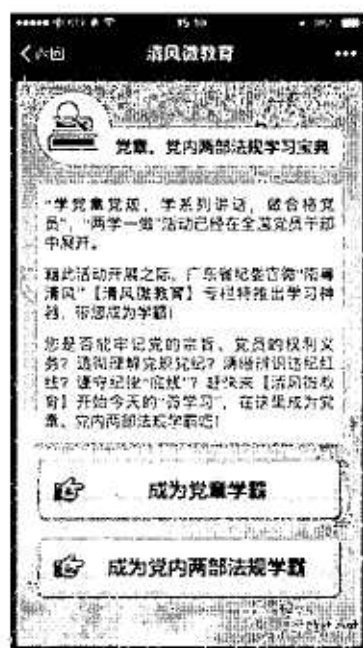 15:10
清风微教育
党章、党内两部法规学习宝典
“学党章党规，学系列讲话，做合格党
员”，“两学一做”活动已经在全国党员干部
中展开。
藉此活动开展之际，广东省纪委官微“南粤
清风”【清风微教育】专栏特推出学习神
器，带您成为学霸！
您是否能牢记党的宗旨、党员的权利义
务？透彻理解党规党纪？清晰辨识违纪红
线？谨守纪律“底线”？赶快来【清风微教
育】开始今天的“微学习”，在这里成为党
章、党内两部法规学霸吧！
成为党章学霸
成为党内两部法规学霸